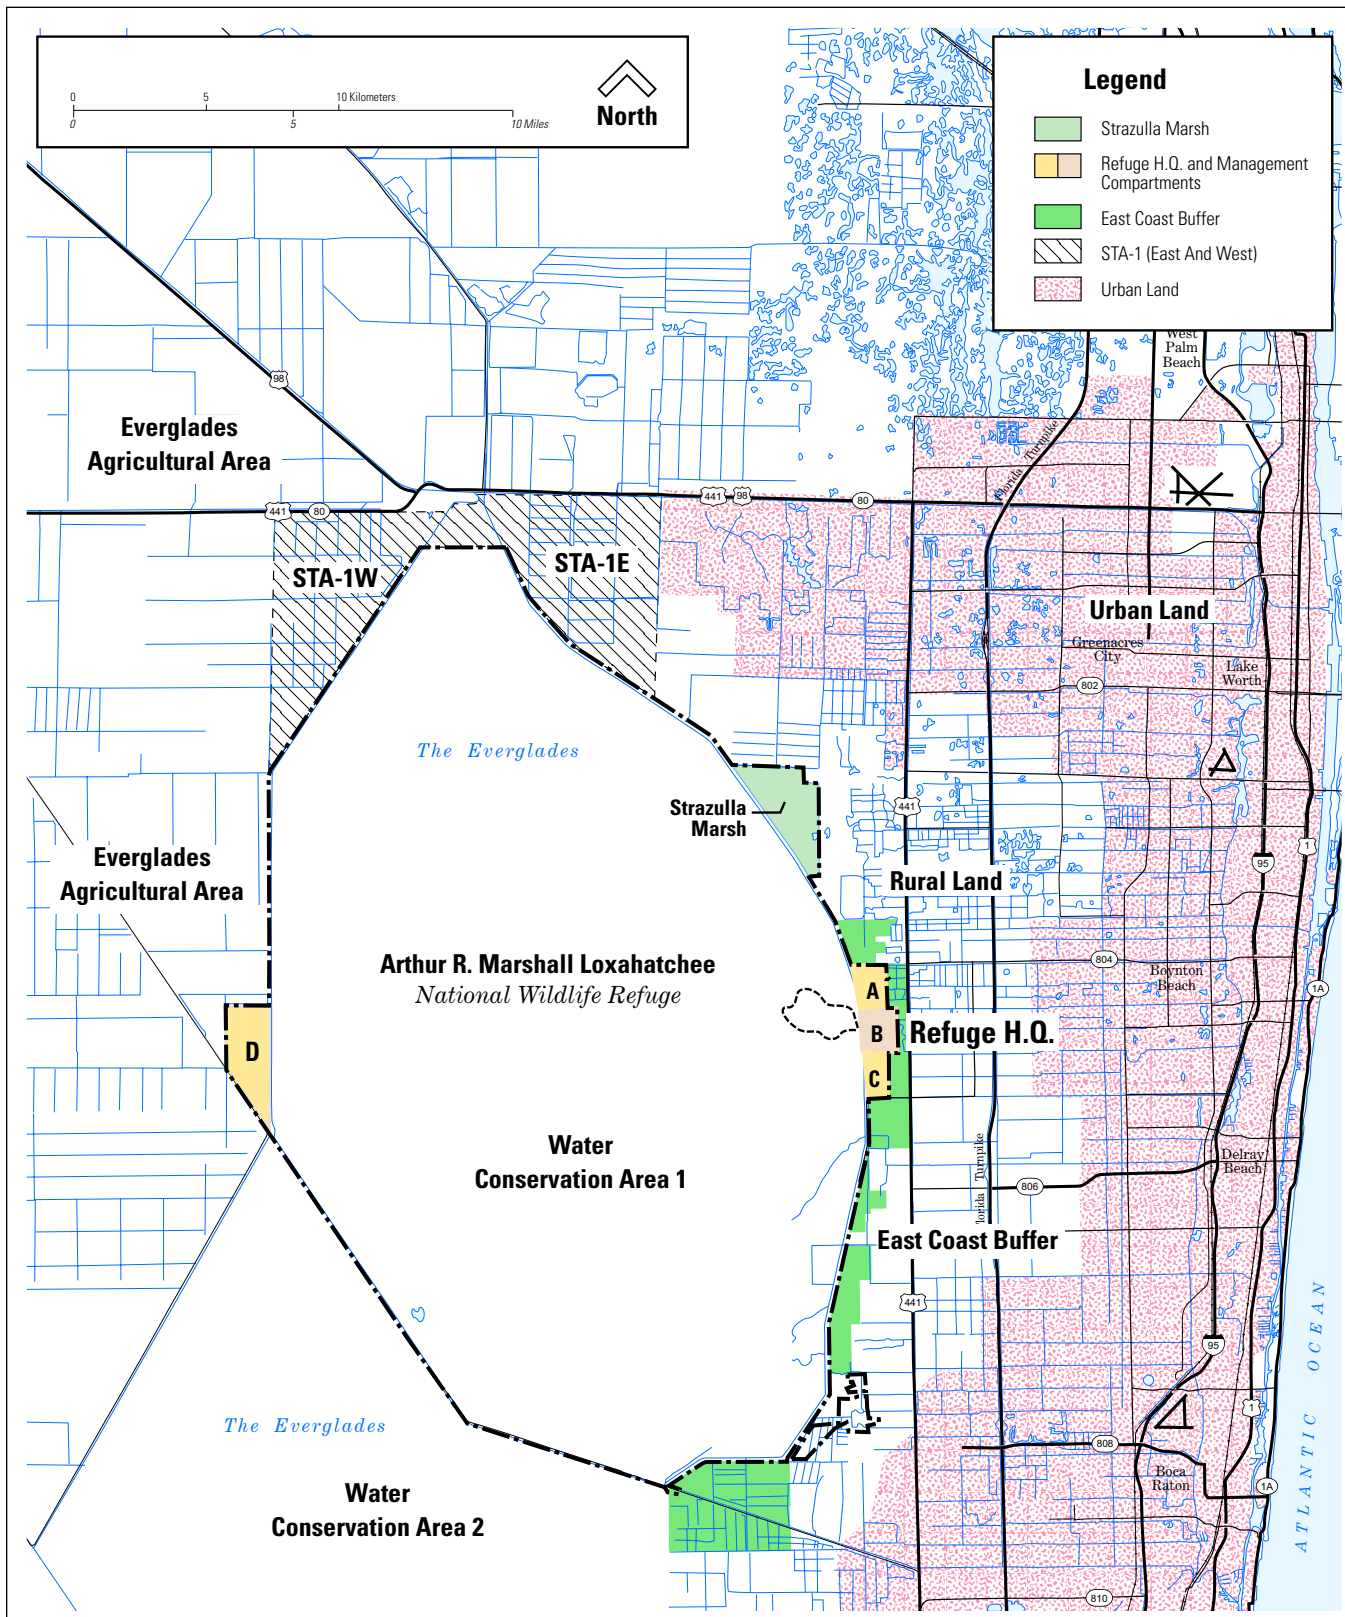 0
5
10 Kilometers
0
5
10 Miles
North
Legend
Strazulla Marsh
Refuge H.Q. and Management
Compartments
East Coast Buffer
STA-1 (East And West)
Urban Land
West
Palm
Beach
98
Everglades
Agricultural Area
Florida Turnpike
441
98
80
441
80
STA-1W
STA-1E
Urban Land
Greenacres
City
Lake
Worth
802
The Everglades
Strazulla
Marsh
441
1
95
Everglades
Agricultural Area
Rural Land
Arthur R. Marshall Loxahatchee
National Wildlife Refuge
804
Boynton
Beach
1A
A
B
C
Refuge H.Q.
D
Water
Conservation Area 1
Florida Turnpike
Delray
Beach
806
East Coast Buffer
441
95
ATLANTIC OCEAN
The Everglades
1
808
Boca
Raton
1A
Water
Conservation Area 2
810